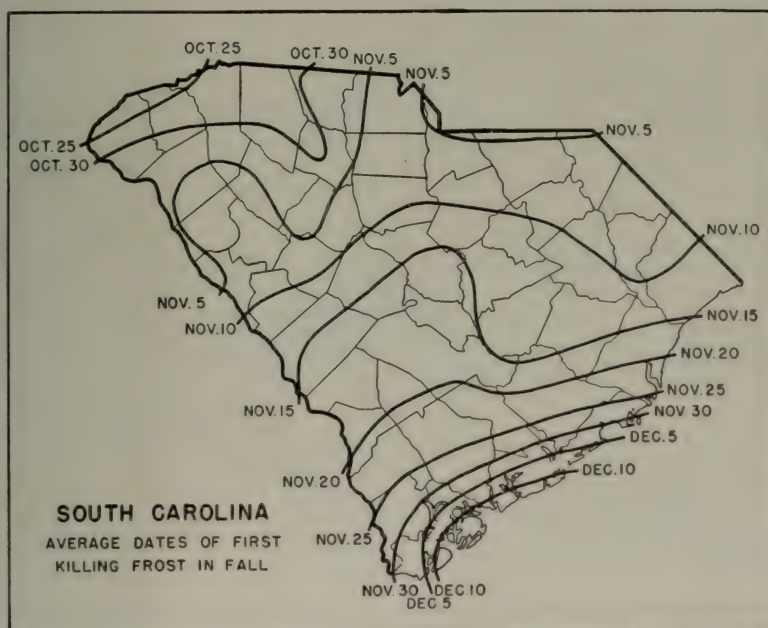 OCT. 25
OCT. 30
NOV. 5
NOV. 5
NOV. 5
OCT. 25
OCT. 30
NOV. 10
NOV. 5
NOV. 10
NOV. 15
NOV. 20
NOV. 15
NOV. 25
NOV. 30
DEC. 5
DEC. 10
NOV. 20
SOUTH CAROLINA
AVERAGE DATES OF FIRST
KILLING FROST IN FALL
NOV. 25
NOV. 30
DEC 10
DEC 5